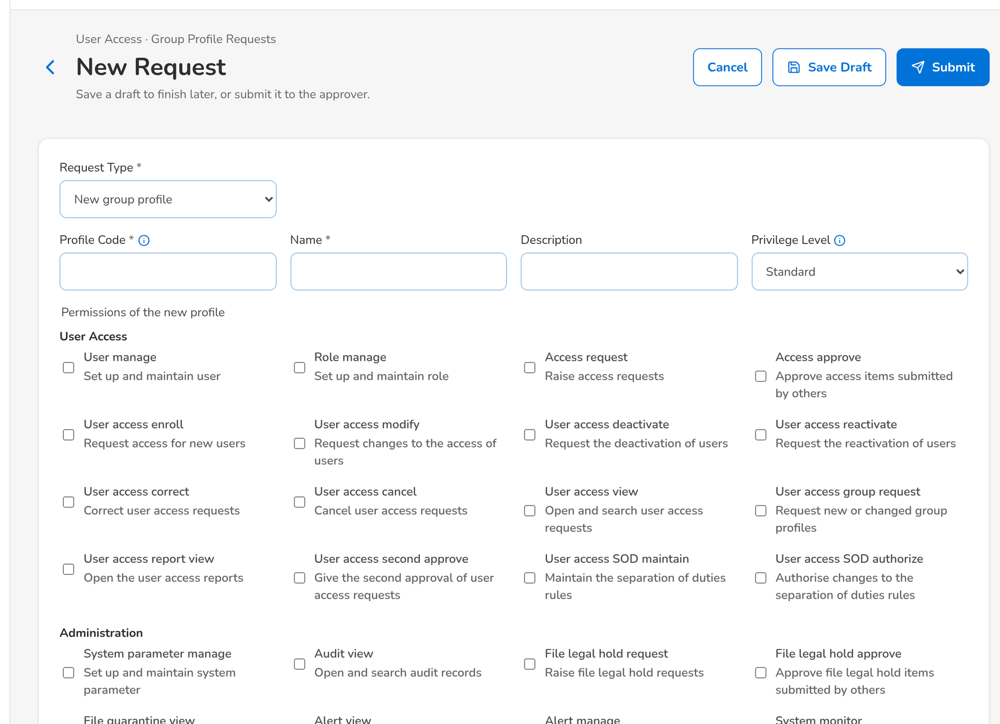 User Access · Group Profile Requests
New Request
Save a draft to finish later, or submit it to the approver.
Cancel
Save Draft
Submit
Request Type *
New group profile
Profile Code *
Name *
Description
Privilege Level
Standard
Permissions of the new profile
User Access
User manage
Set up and maintain user
Role manage
Set up and maintain role
Access request
Raise access requests
Access approve
Approve access items submitted
by others
User access enroll
Request access for new users
User access modify
Request changes to the access of
users
User access deactivate
Request the deactivation of users
User access reactivate
Request the reactivation of users
User access correct
Correct user access requests
User access cancel
Cancel user access requests
User access view
Open and search user access
requests
User access group request
Request new or changed group
profiles
User access report view
Open the user access reports
User access second approve
Give the second approval of user
access requests
User access SOD maintain
Maintain the separation of duties
rules
User access SOD authorize
Authorise changes to the
separation of duties rules
Administration
System parameter manage
Set up and maintain system
parameter
Audit view
Open and search audit records
File legal hold request
Raise file legal hold requests
File legal hold approve
Approve file legal hold items
submitted by others
File quarantine view
Alert view
Alert manage
System monitor